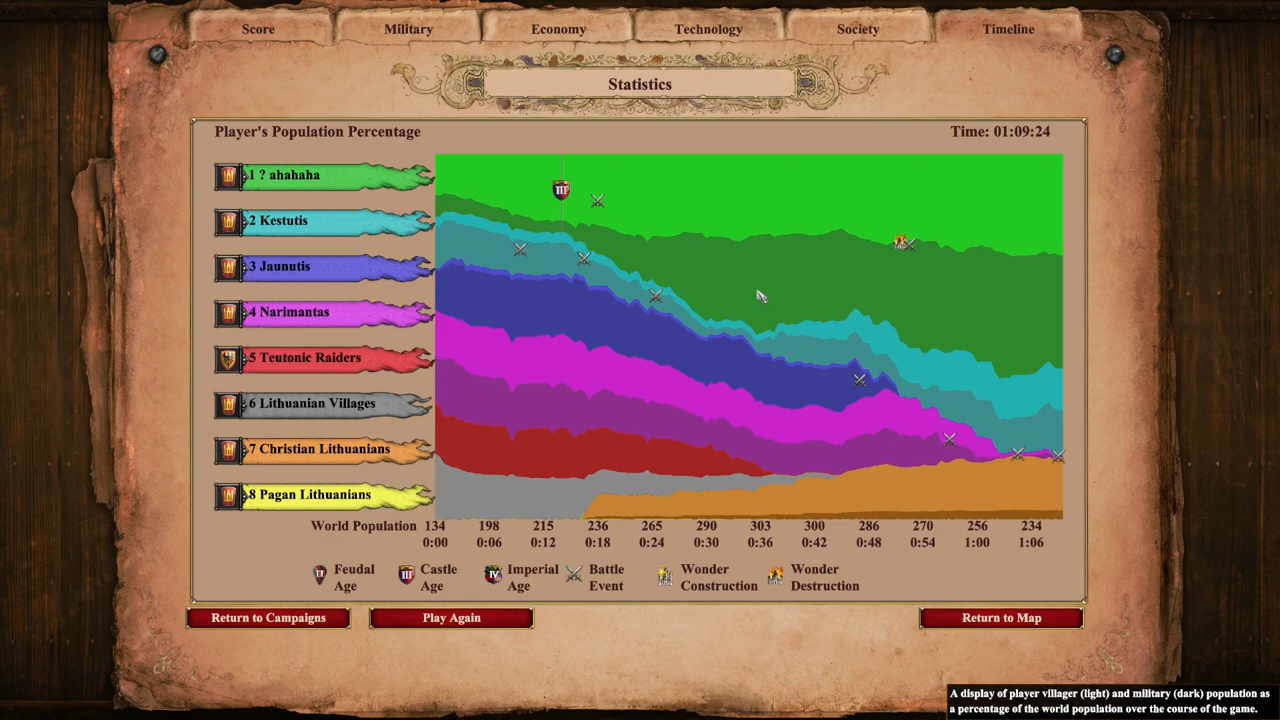 Score Military Economy Technology Society Timeline
Statistics
Player's Population Percentage Time: 01:09:24
1 ? ahahaha
2 Kestutis
3 Jaunutis
4 Narimantas
5 Teutonic Raiders
6 Lithuanian Villages
7 Christian Lithuanians
8 Pagan Lithuanians
III
World Population 134 198 215 236 265 290 303 300 286 270 256 234
0:00 0:06 0:12 0:18 0:24 0:30 0:36 0:42 0:48 0:54 1:00 1:06
II Feudal Age
III Castle Age
IV Imperial Age
Battle Event
Wonder Construction
Wonder Destruction
Return to Campaigns Play Again Return to Map
A display of player villager (light) and military (dark) population as
a percentage of the world population over the course of the game.